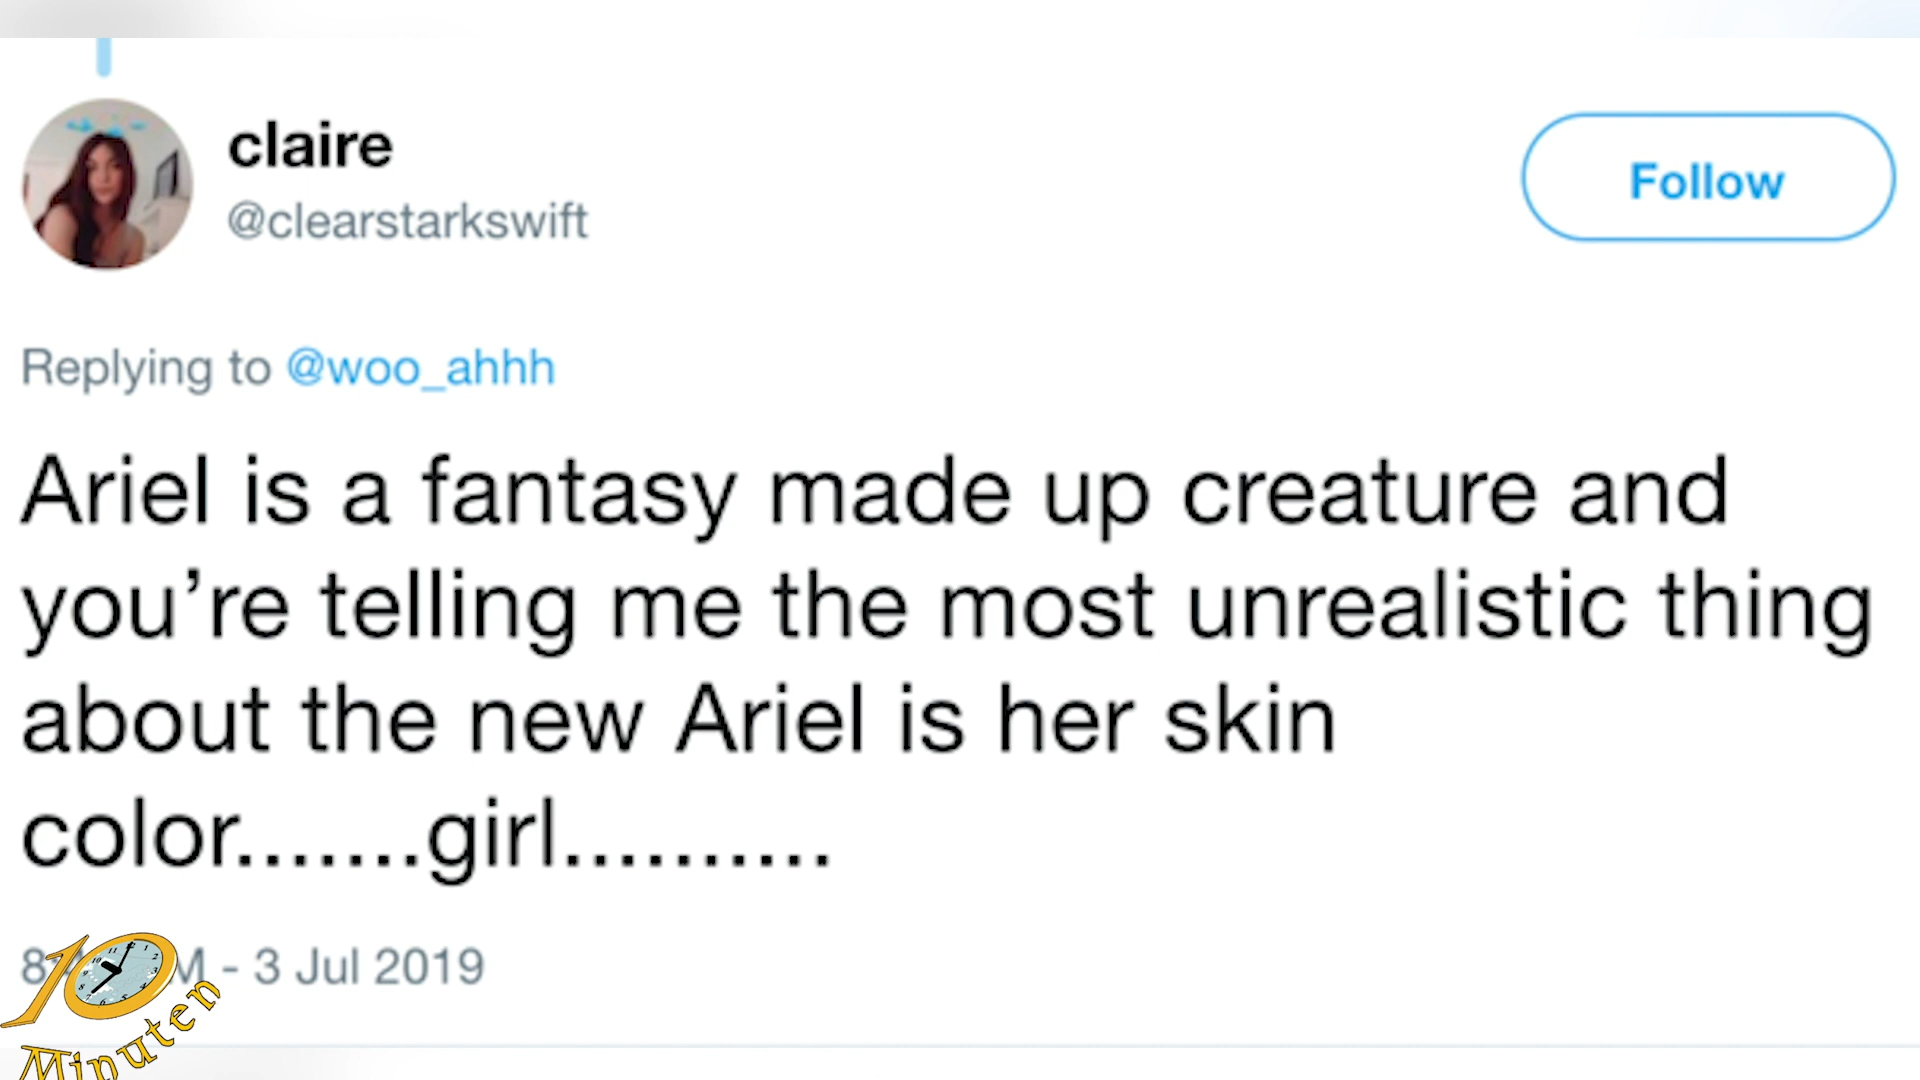 claire
@clearstarkswift
Follow
Replying to @woo_ahhh
Ariel is a fantasy made up creature and
you’re telling me the most unrealistic thing
about the new Ariel is her skin
color.......girl..........
- 3 Jul 2019
10
Minuten